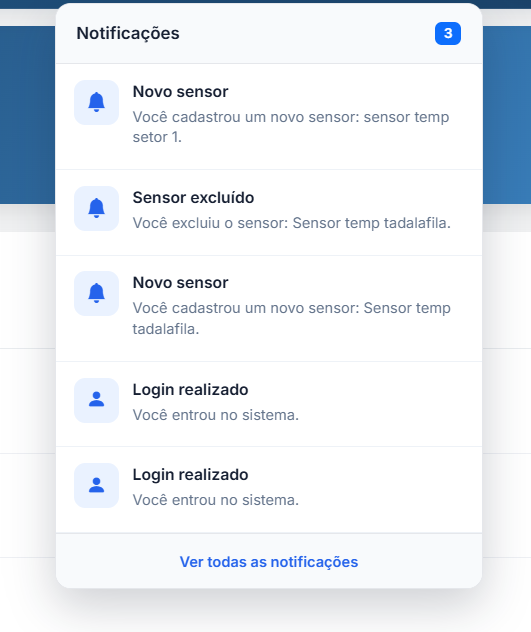 Notificações
3
Novo sensor
Você cadastrou um novo sensor: sensor temp
setor 1.
Sensor excluído
Você excluiu o sensor: Sensor temp tadalafila.
Novo sensor
Você cadastrou um novo sensor: Sensor temp
tadalafila.
Login realizado
Você entrou no sistema.
Login realizado
Você entrou no sistema.
Ver todas as notificações